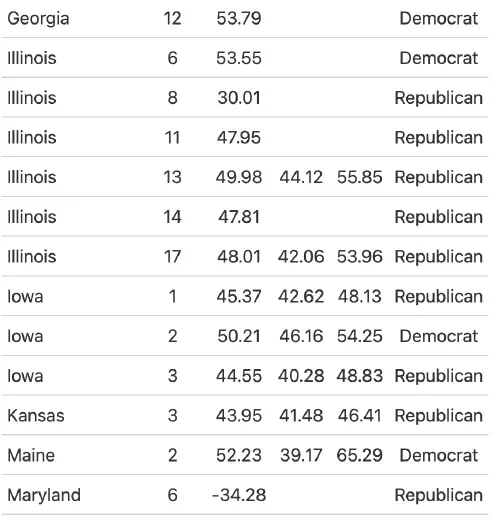 Georgia 12 53.79 Democrat
Illinois 6 53.55 Democrat
Illinois 8 30.01 Republican
Illinois 11 47.95 Republican
Illinois 13 49.98 44.12 55.85 Republican
Illinois 14 47.81 Republican
Illinois 17 48.01 42.06 53.96 Republican
Iowa 1 45.37 42.62 48.13 Republican
Iowa 2 50.21 46.16 54.25 Democrat
Iowa 3 44.55 40.28 48.83 Republican
Kansas 3 43.95 41.48 46.41 Republican
Maine 2 52.23 39.17 65.29 Democrat
Maryland 6 -34.28 Republican